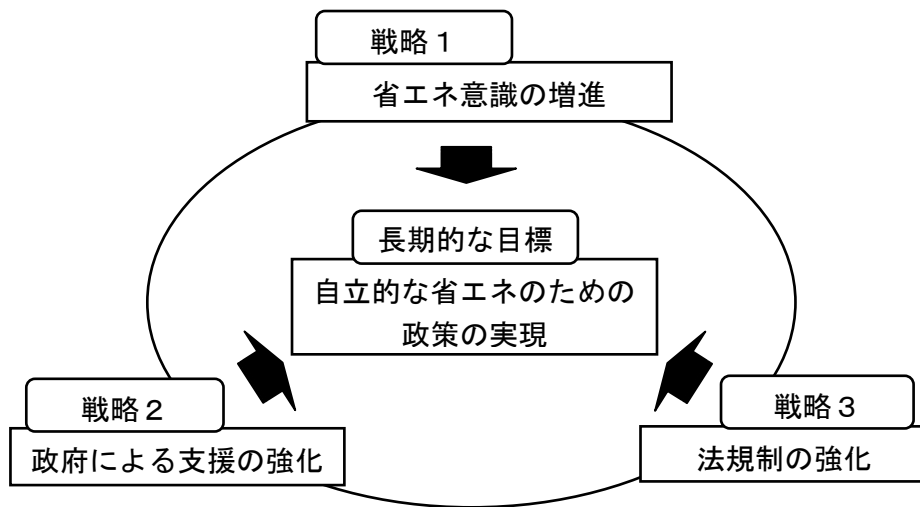 戦略１
省エネ意識の増進
長期的な目標
自立的な省エネのための
政策の実現
戦略２
政府による支援の強化
戦略３
法規制の強化